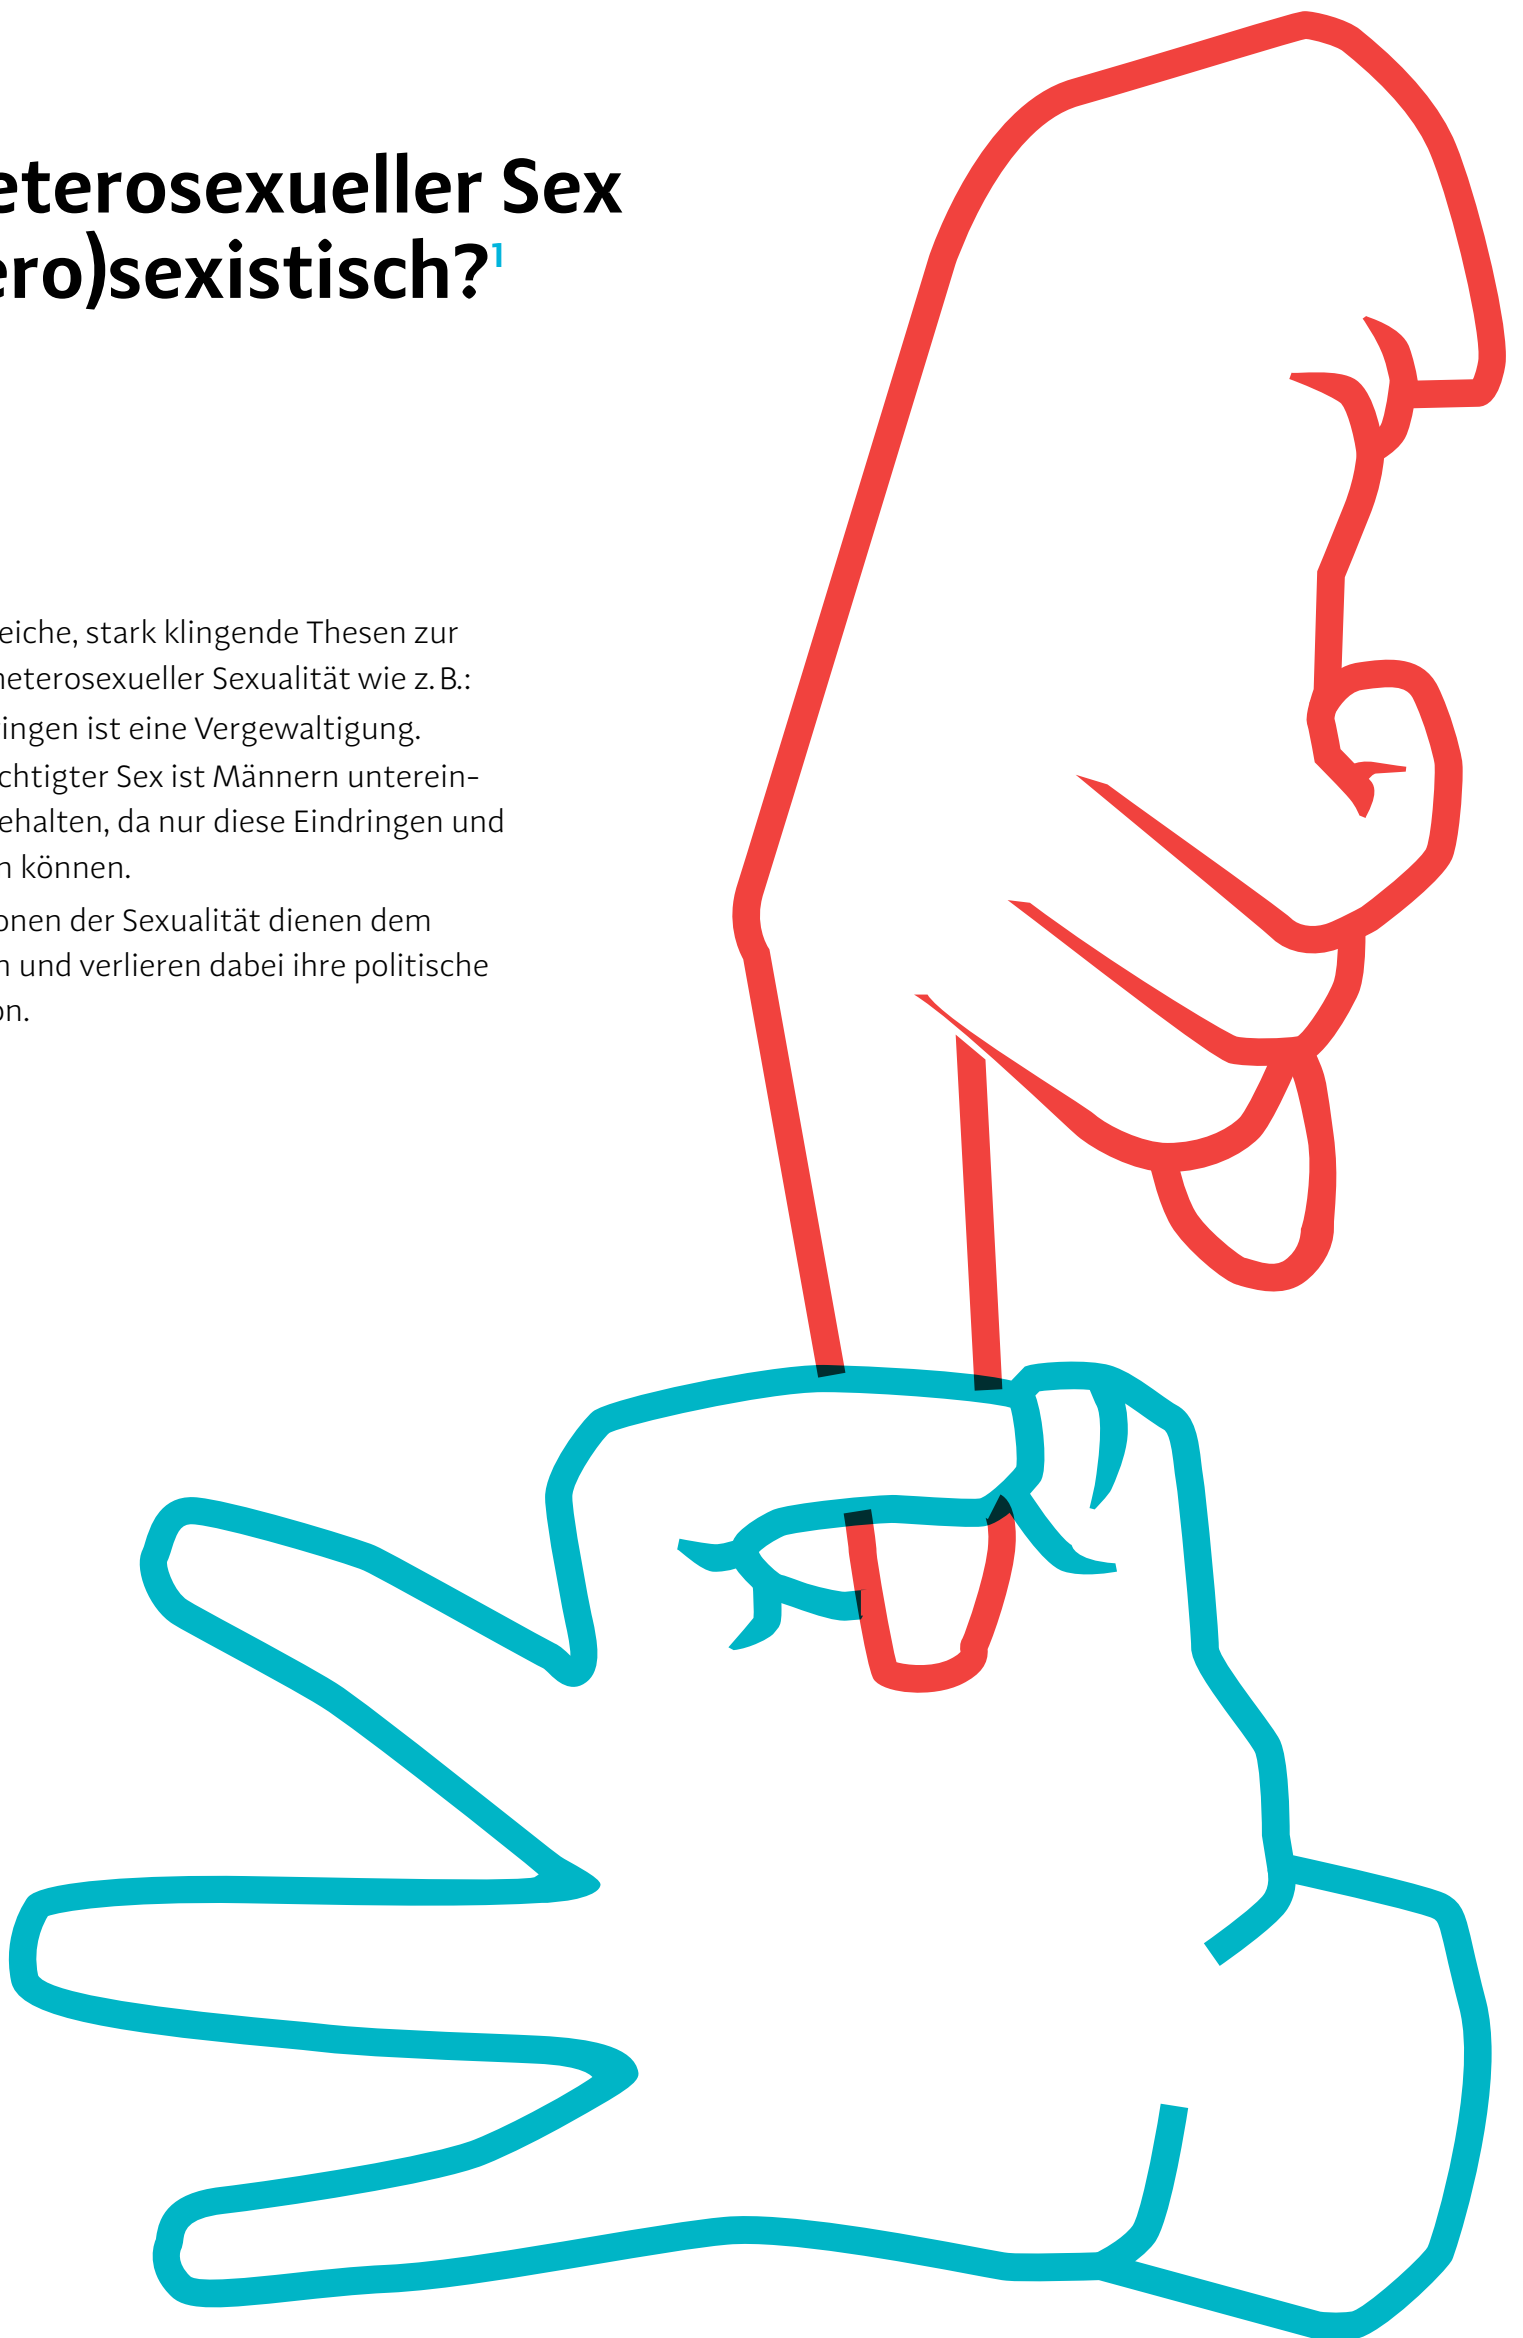 eterosexueller Sex
ero)sexistisch?¹
eiche, stark klingende Thesen zur
heterosexueller Sexualität wie z. B.:
ringen ist eine Vergewaltigung.
chtigter Sex ist Männern unterein-
ehalten, da nur diese Eindringen und
n können.
onen der Sexualität dienen dem
n und verlieren dabei ihre politische
on.